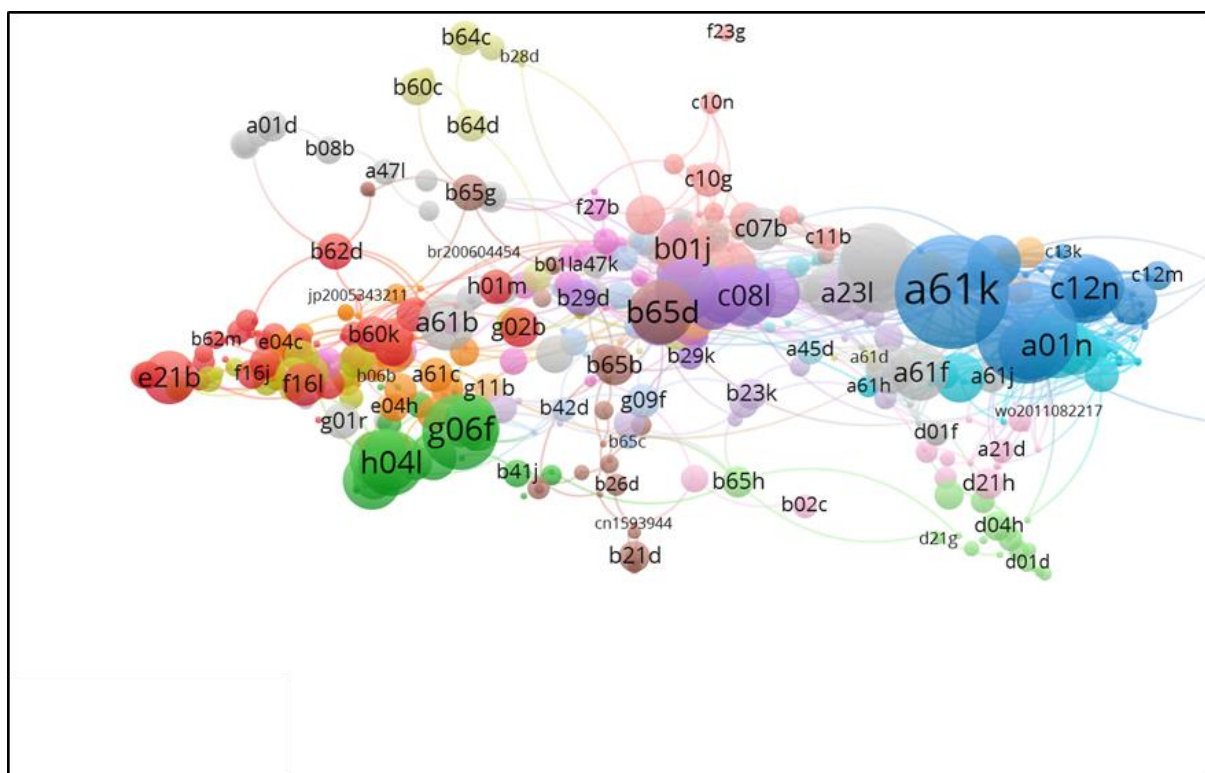 f23g
b64c
b28d
b60c
c10n
b64d
a01d
b08b
a47l
c10g
b65g
f27b
c07b
c11b
b62d
br200604454
b01j
c13k
b01la47k
c12m
h01m
a61k
c12n
jp2005343211
b29d
c08l
a23l
b65d
a61b
g02b
b60k
b62m
e04c
a01n
a45d
b29k
a61d
b65b
e21b
f16j
b06b
a61c
a61f
a61j
f16l
g11b
a61h
b23k
e04h
b42d
g09f
wo2011082217
g01r
g06f
d01f
b65c
a21d
h04l
b41j
b26d
b65h
d21h
b02c
cn1593944
d04h
d21g
b21d
d01d